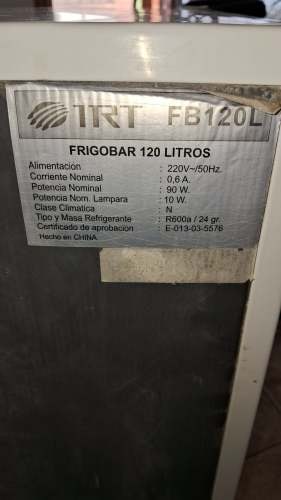 TRT FB120L
FRIGOBAR 120 LITROS
Alimentación : 220V~/50Hz.
Corriente Nominal : 0,6 A.
Potencia Nominal : 90 W.
Potencia Nom. Lampara : 10 W.
Clase Climatica : N
Tipo y Masa Refrigerante : R600a / 24 gr.
Certificado de aprobacion : E-013-03-5576
Hecho en CHINA